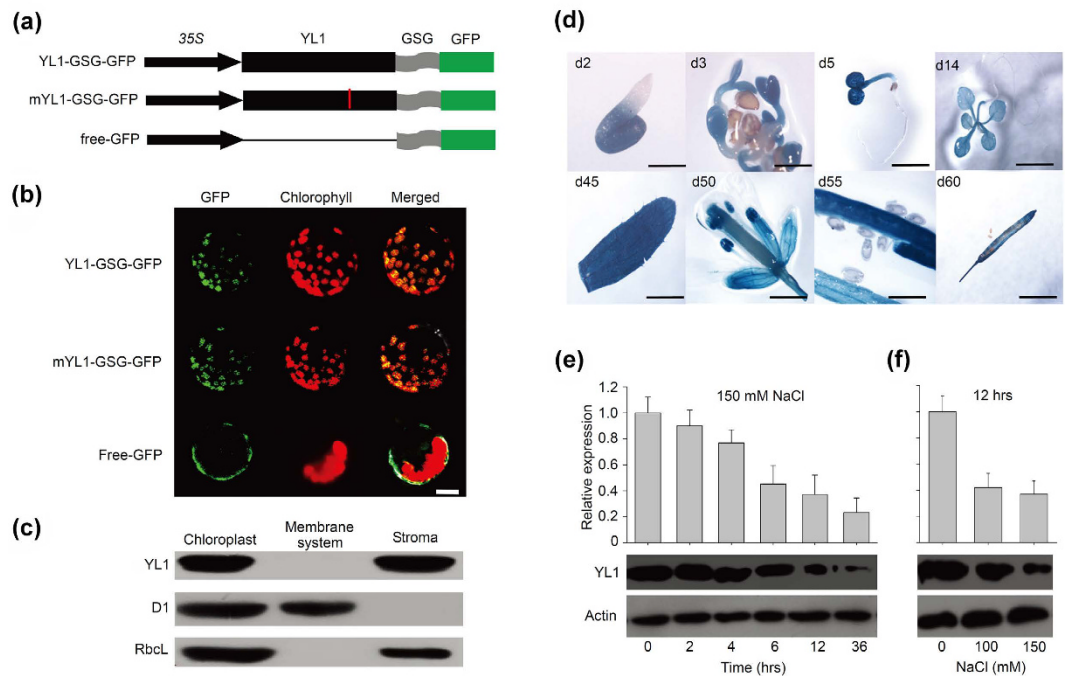 (a)
35S YL1 GSG GFP
YL1-GSG-GFP
mYL1-GSG-GFP
free-GFP
(b)
GFP Chlorophyll Merged
YL1-GSG-GFP
mYL1-GSG-GFP
Free-GFP
(c)
Chloroplast Membrane system Stroma
YL1
D1
RbcL
(d)
d2 d3 d5 d14
d45 d50 d55 d60
(e)
150 mM NaCl
Relative expression
1.2
1.0
0.8
0.6
0.4
0.2
0
YL1
Actin
0 2 4 6 12 36
Time (hrs)
(f)
12 hrs
0 100 150
NaCl (mM)